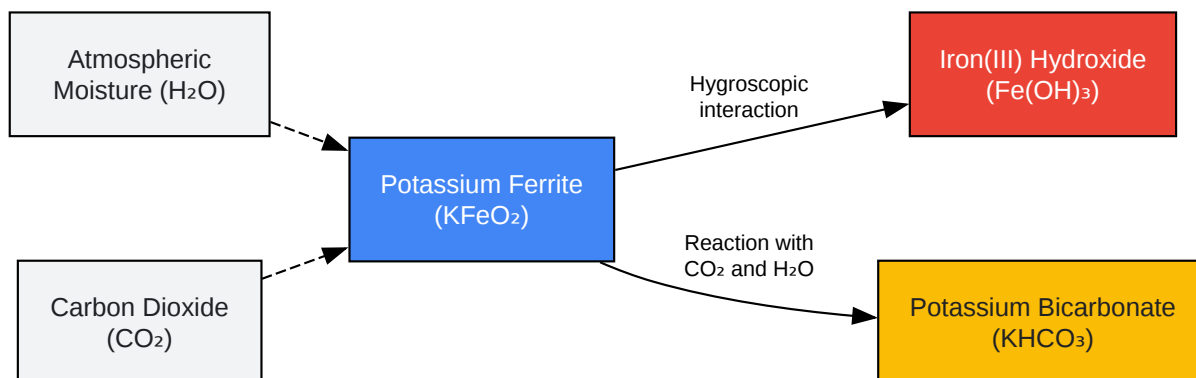 Atmospheric
Moisture (H₂O)
Iron(III) Hydroxide
(Fe(OH)₃)
Hygroscopic
interaction
Potassium Ferrite
(KFeO₂)
Reaction with
CO₂ and H₂O
Carbon Dioxide
(CO₂)
Potassium Bicarbonate
(KHCO₃)